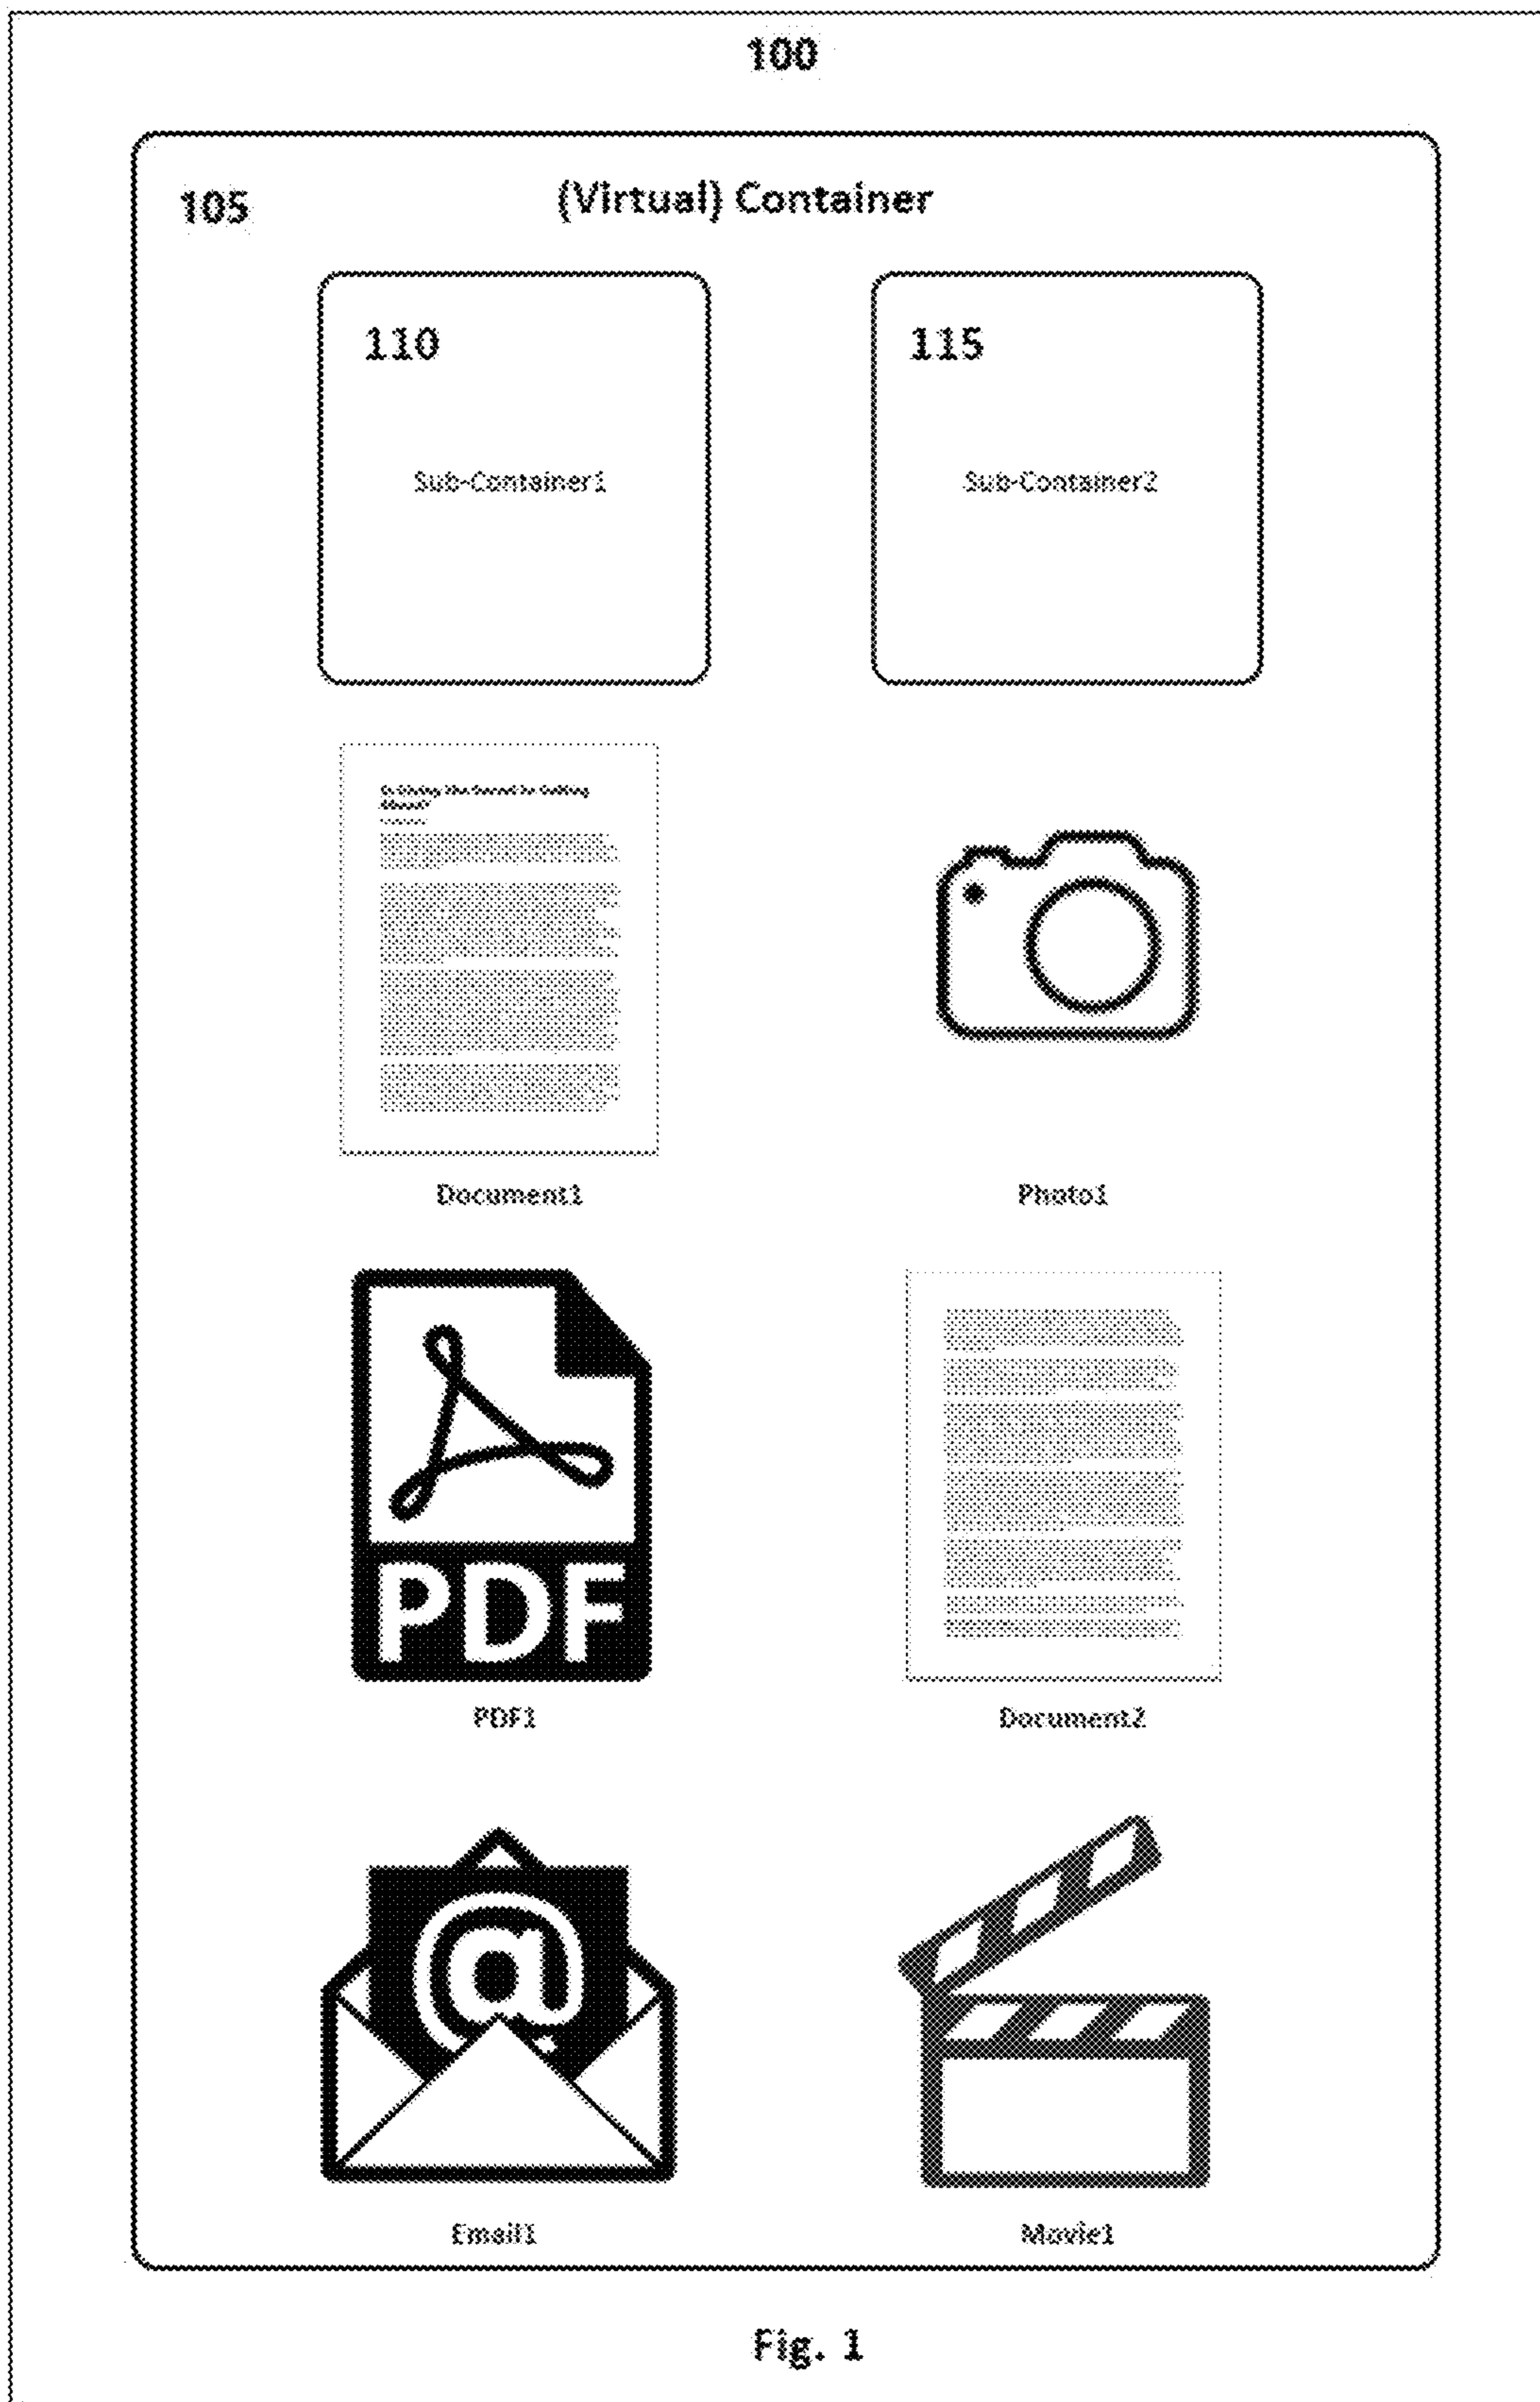 100
105
(Virtual) Container
110
115
Sub-Container1
Sub-Container2
Document1
Photo1
PDF
PDF1
Document2
@
Email1
Movie1
Fig. 1